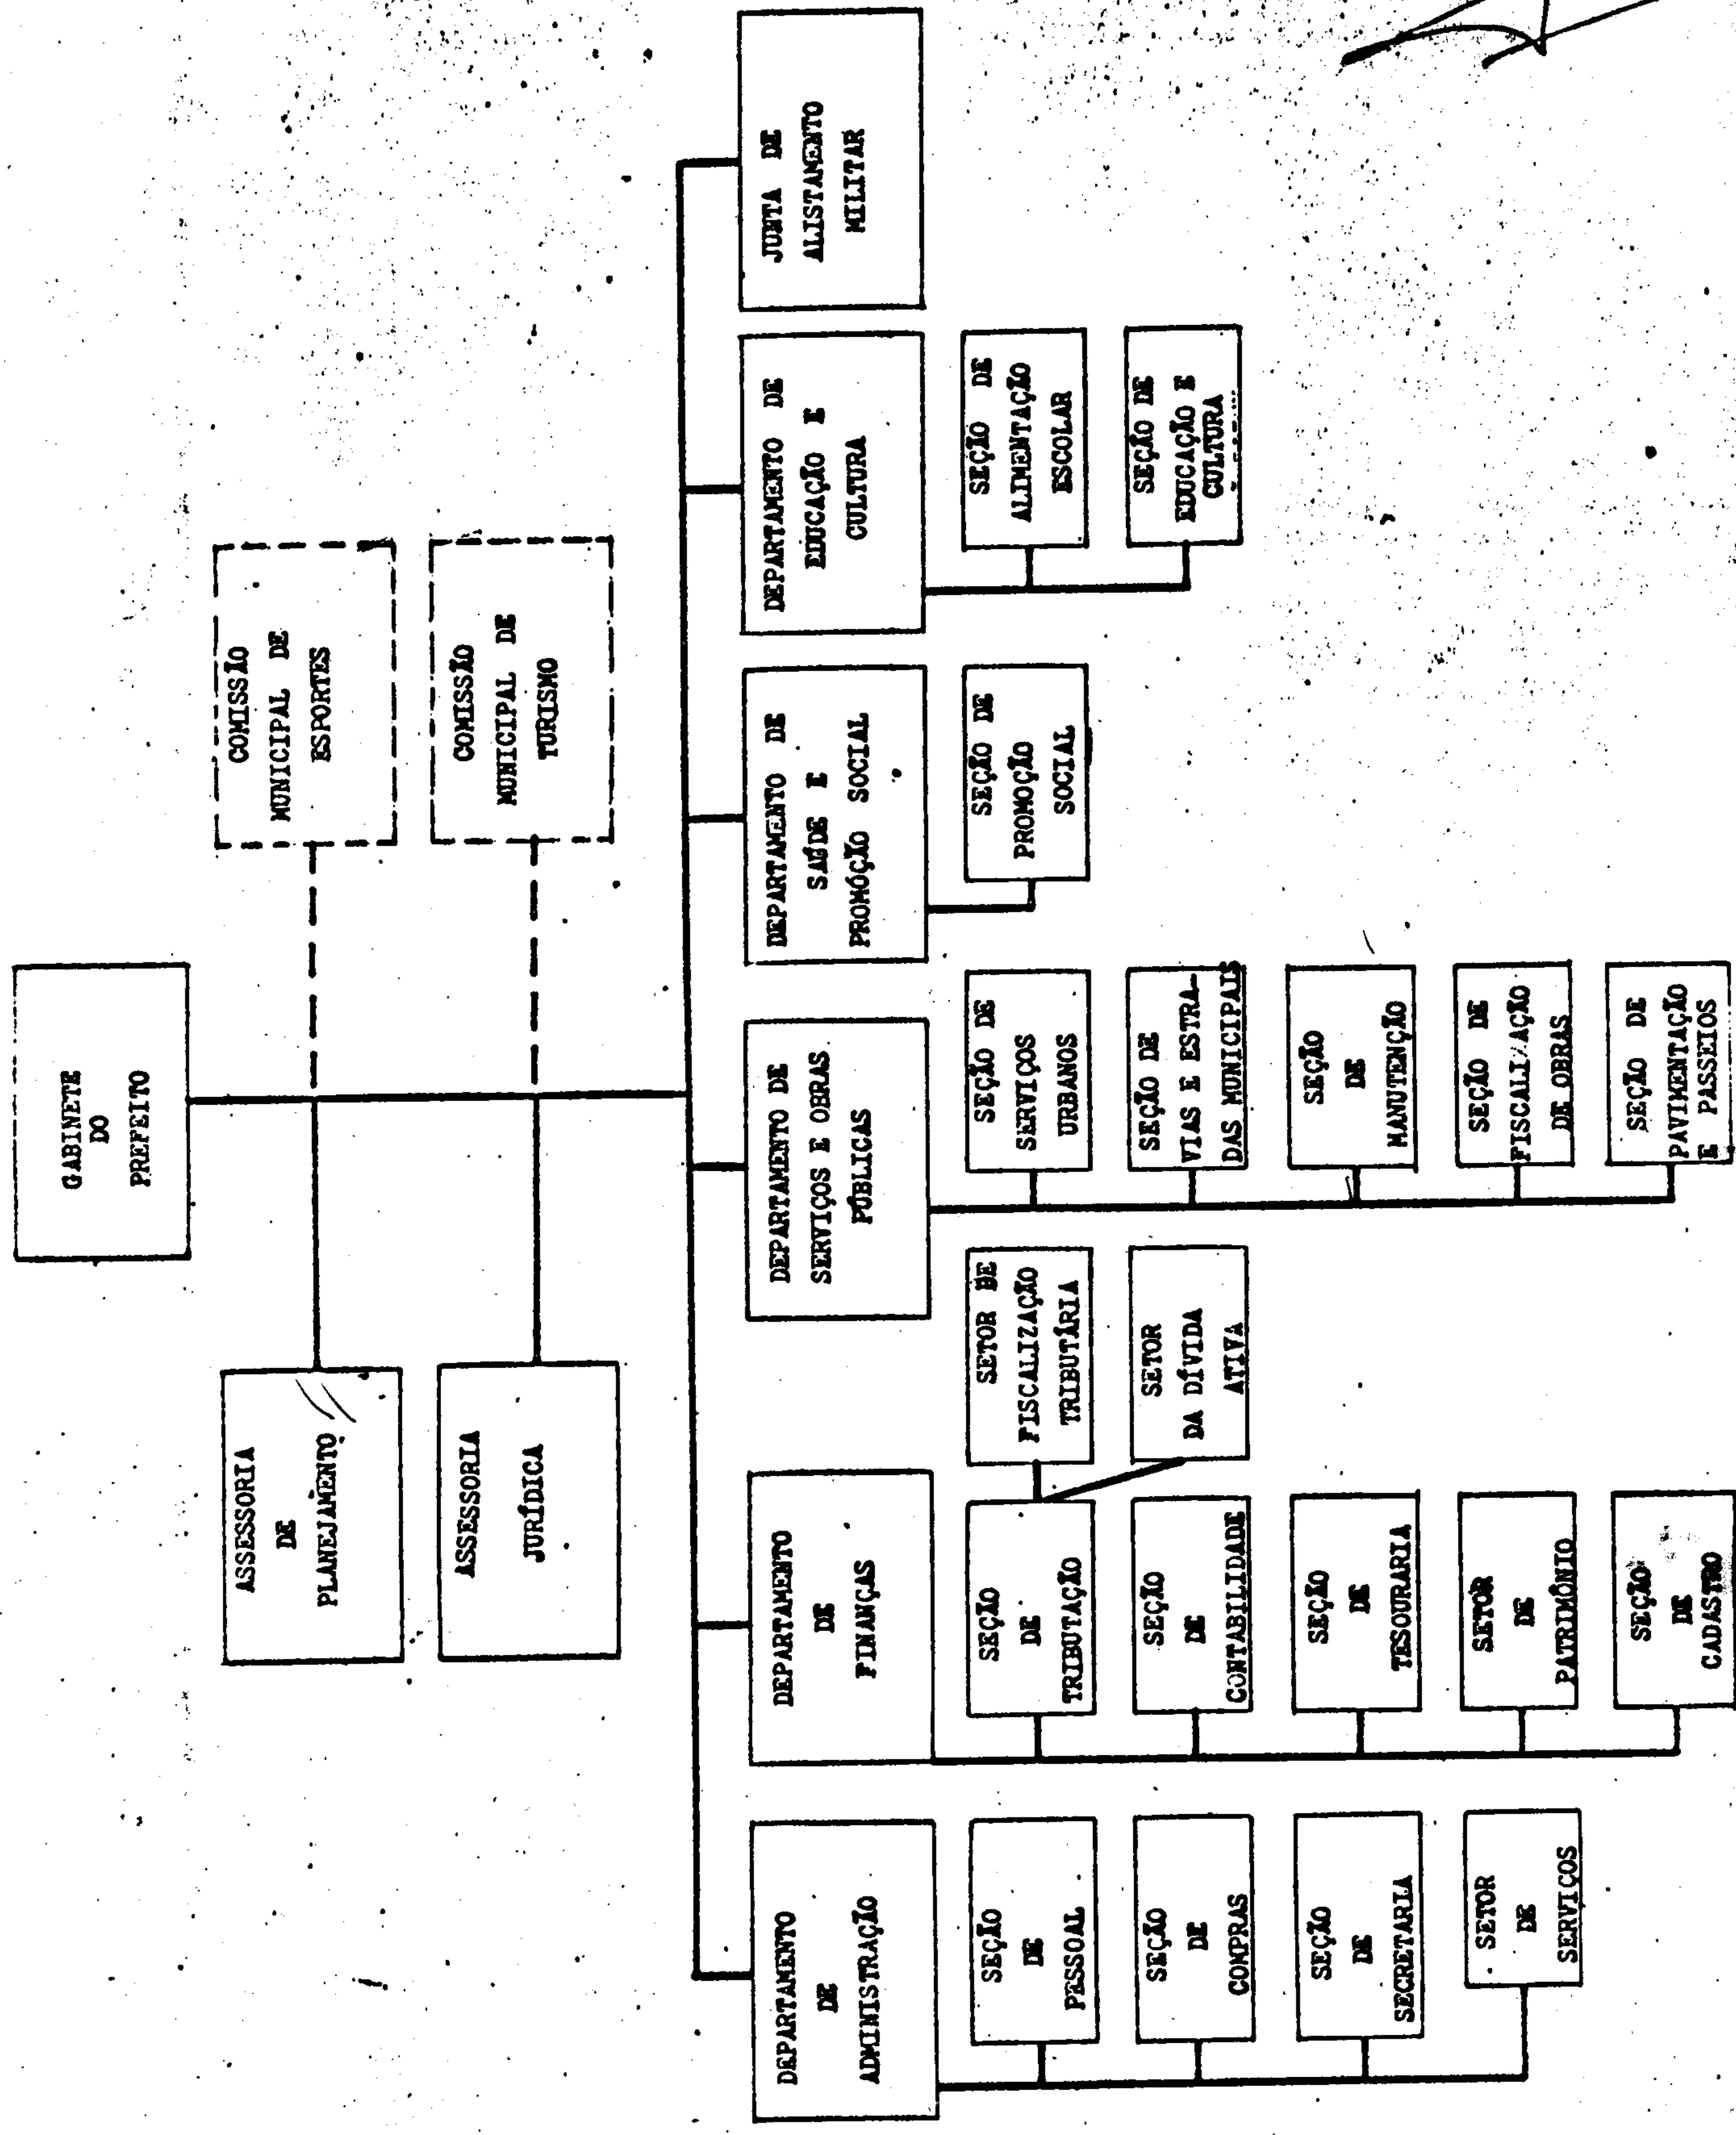 GABINETE
DO
PREFEITO
ASSESSORIA
DE
PLANEJAMENTO
COMISSÃO
MUNICIPAL DE
ESPORTES
ASSESSORIA
JURÍDICA
COMISSÃO
MUNICIPAL DE
TURISMO
DEPARTAMENTO
DE
ADMINISTRAÇÃO
SEÇÃO
DE
PESSOAL
SEÇÃO
DE
COMPRAS
SEÇÃO
DE
SECRETARIA
SETOR
DE
SERVIÇOS
DEPARTAMENTO
DE
FINANÇAS
SEÇÃO
DE
TRIBUTAÇÃO
SETOR DE
FISCALIZAÇÃO
TRIBUTÁRIA
SETOR
DA DÍVIDA
ATIVA
SEÇÃO
DE
CONTABILIDADE
SEÇÃO
DE
TESOURARIA
SETOR
DE
PATRIMÔNIO
SEÇÃO
DE
CADASTRO
DEPARTAMENTO DE
SERVIÇOS E OBRAS
PÚBLICAS
SEÇÃO DE
SERVIÇOS
URBANOS
SEÇÃO DE
VIAS E ESTRA-
DAS MUNICIPAIS
SEÇÃO
DE
MANUTENÇÃO
SEÇÃO DE
FISCALIZAÇÃO
DE OBRAS
SEÇÃO DE
PAVIMENTAÇÃO
E PASSEIOS
DEPARTAMENTO DE
SAÚDE E
PROMOÇÃO SOCIAL
SEÇÃO DE
PROMOÇÃO
SOCIAL
DEPARTAMENTO DE
EDUCAÇÃO E
CULTURA
SEÇÃO DE
ALIMENTAÇÃO
ESCOLAR
SEÇÃO DE
EDUCAÇÃO E
CULTURA
JUNTA DE
ALISTAMENTO
MILITAR